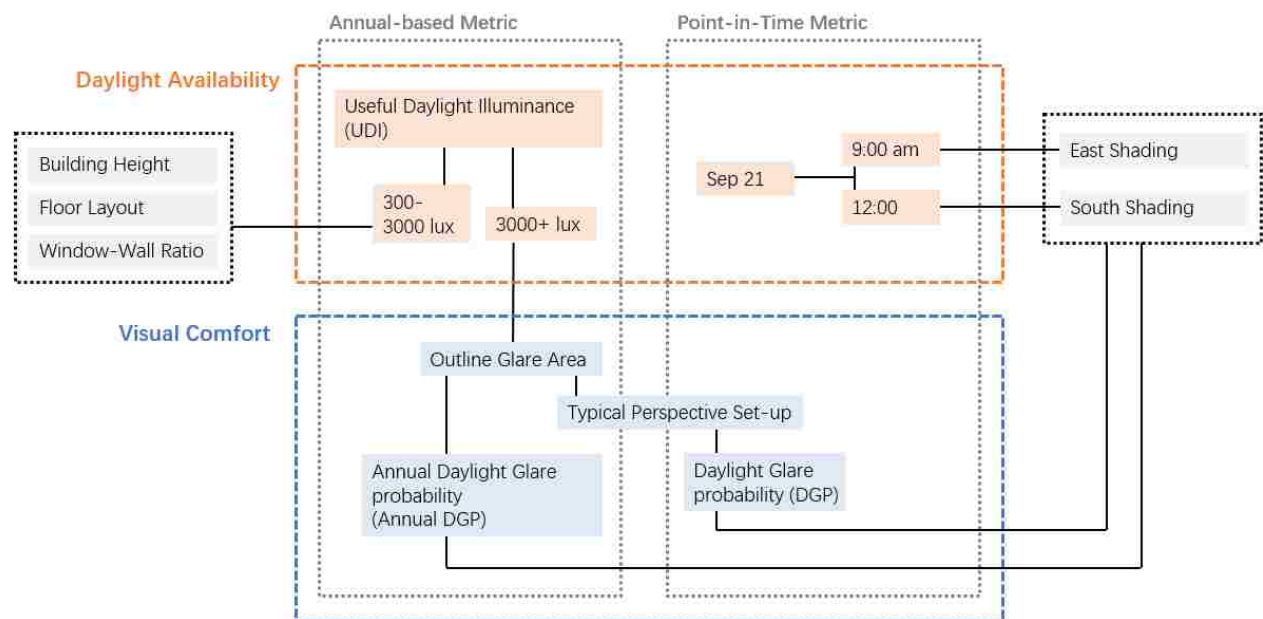 Annual-based Metric
Point-in-Time Metric
Daylight Availability
Useful Daylight Illuminance
(UDI)
Building Height
Floor Layout
Window-Wall Ratio
300-
3000 lux
3000+ lux
Sep 21
9:00 am
12:00
East Shading
South Shading
Visual Comfort
Outline Glare Area
Typical Perspective Set-up
Annual Daylight Glare
probability
(Annual DGP)
Daylight Glare
probability (DGP)